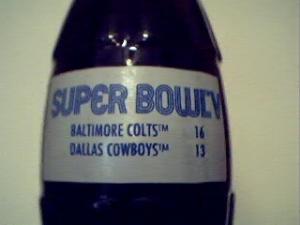 SUPER BOWL V
BALTIMORE COLTS™ 16
DALLAS COWBOYS™ 13